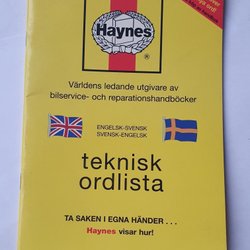 Haynes
®
Världens ledande utgivare av
bilservice- och reparationshandböcker
ENGELSK-SVENSK
SVENSK-ENGELSK
teknisk
ordlista
TA SAKEN I EGNA HÄNDER . . .
Haynes visar hur!